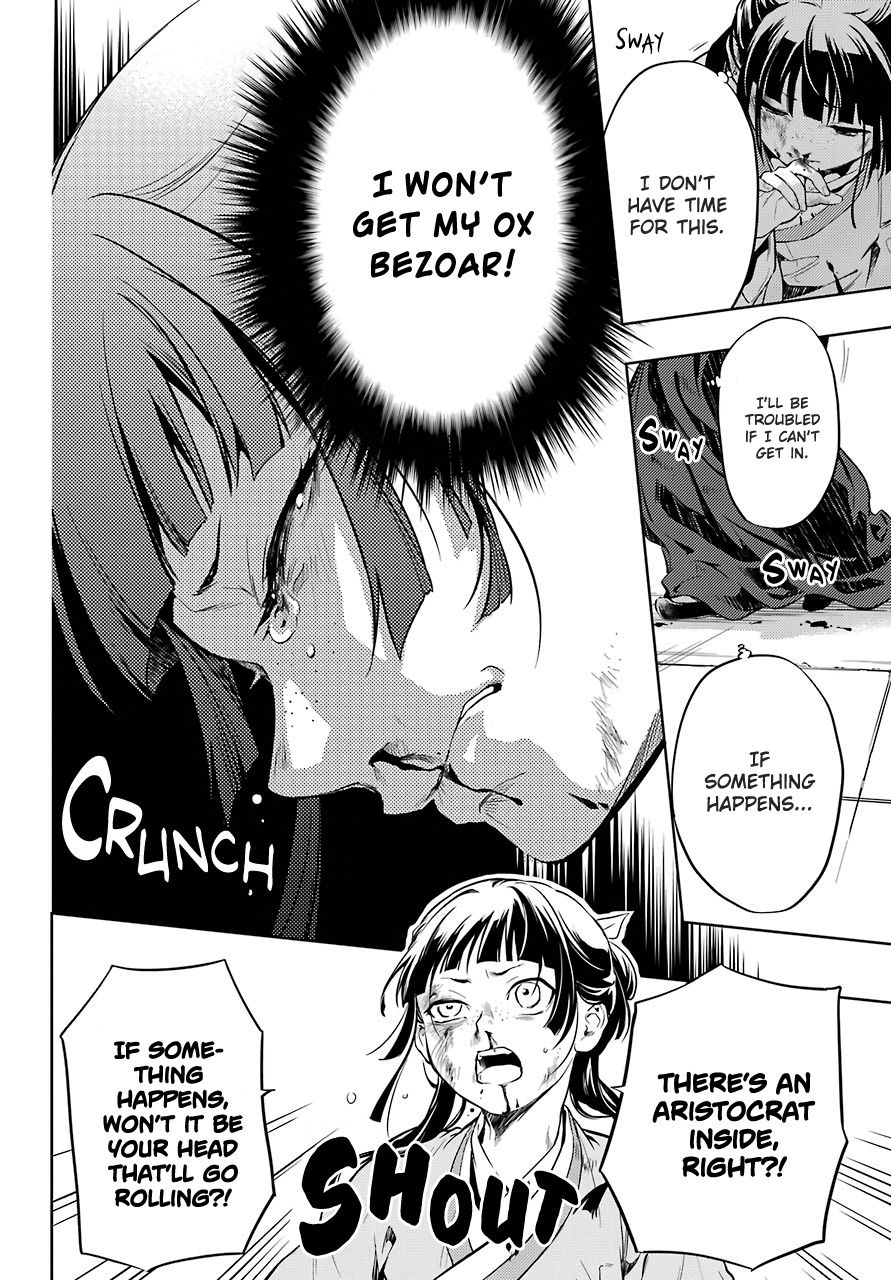 SWAY
I DON'T
HAVE TIME
FOR THIS.
I'LL BE
TROUBLED
IF I CAN'T
GET IN.
SWAY
SWAY
IF
SOMETHING
HAPPENS...
I WON'T
GET MY OX
BEZOAR!
CRUNCH
THERE'S AN
ARISTOCRAT
INSIDE,
RIGHT?!
SHOUT
IF SOME-
THING
HAPPENS,
WON'T IT BE
YOUR HEAD
THAT'LL GO
ROLLING?!